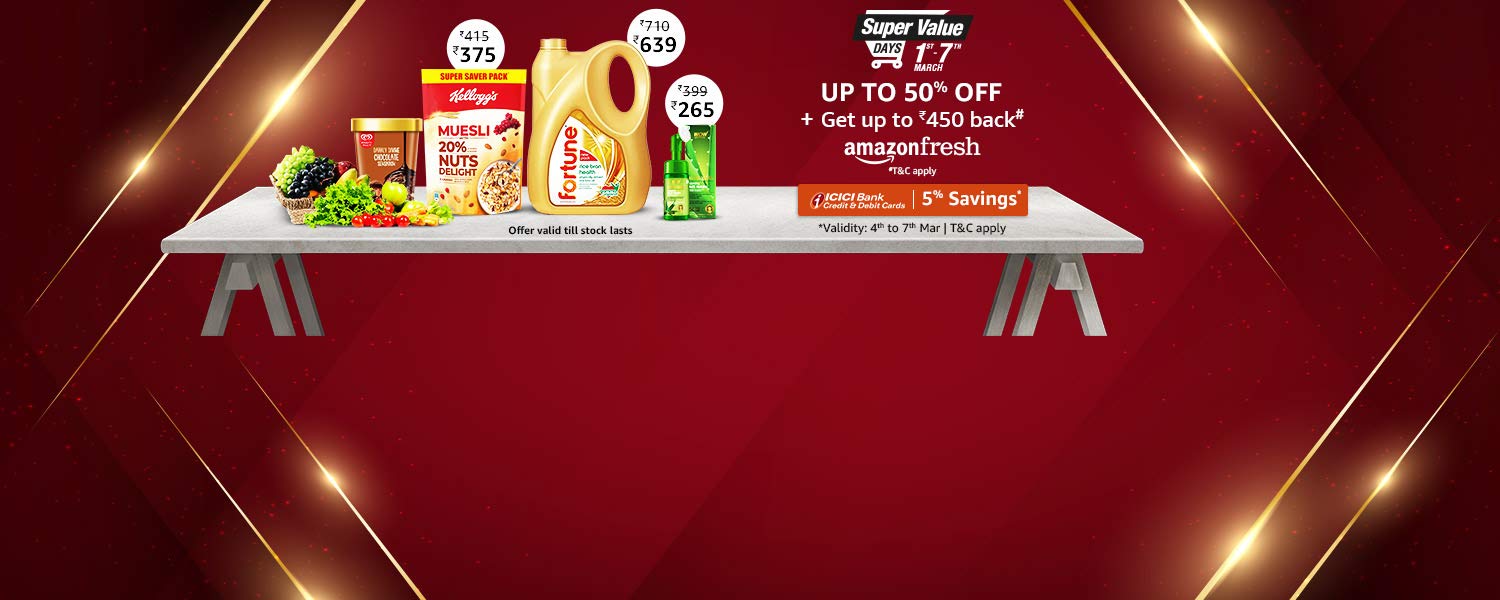 ₹415
₹375
₹710
₹639
₹399
₹265
SUPER SAVER PACK
Kellogg's
MUESLI
20%
NUTS
DELIGHT
CHOCOLATE
fortune
rice bran
health
WOW
Offer valid till stock lasts
Super Value
DAYS 1ST-7TH
MARCH
UP TO 50% OFF
+ Get up to ₹450 back#
amazonfresh
#T&C apply
ICICI Bank
Credit & Debit Cards
5% Savings*
*Validity: 4th to 7th Mar | T&C apply